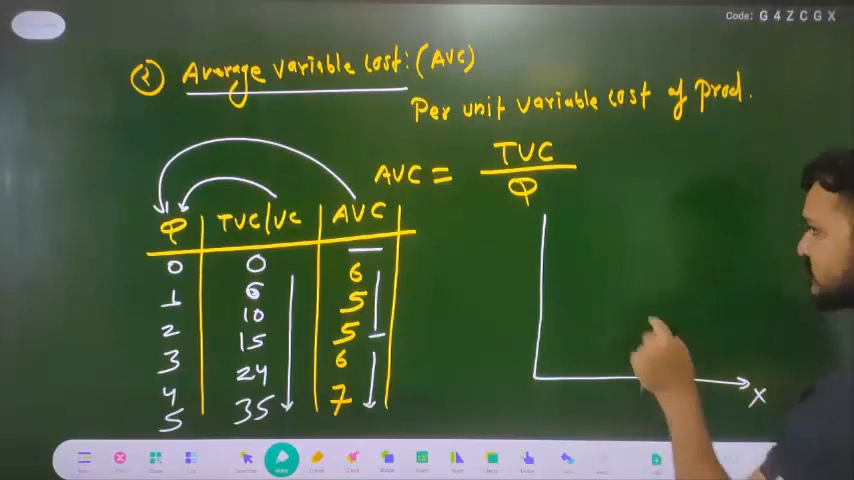 Code: G4ZCGX
② Average variable cost: (AVC)
Per unit variable cost of prod.
AVC = TVC / Q
Q | TVC/VC | AVC
0 | 0 | —
1 | 6 | 6
2 | 10 | 5
3 | 15 | 5
4 | 24 | 6
5 | 35 | 7
X